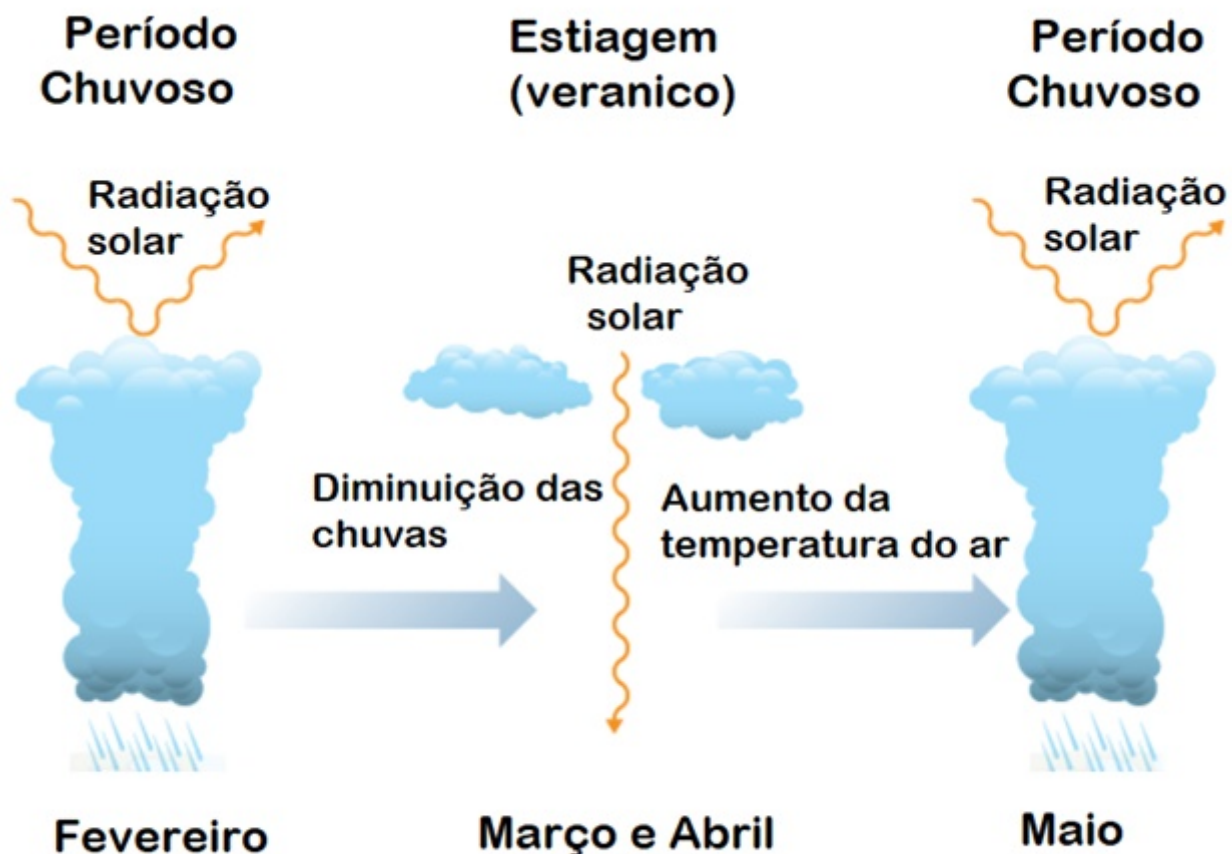 Período
Chuvoso
Estiagem
(veranico)
Período
Chuvoso
Radiação
solar
Radiação
solar
Radiação
solar
Diminuição das
chuvas
Aumento da
temperatura do ar
Fevereiro
Março e Abril
Maio